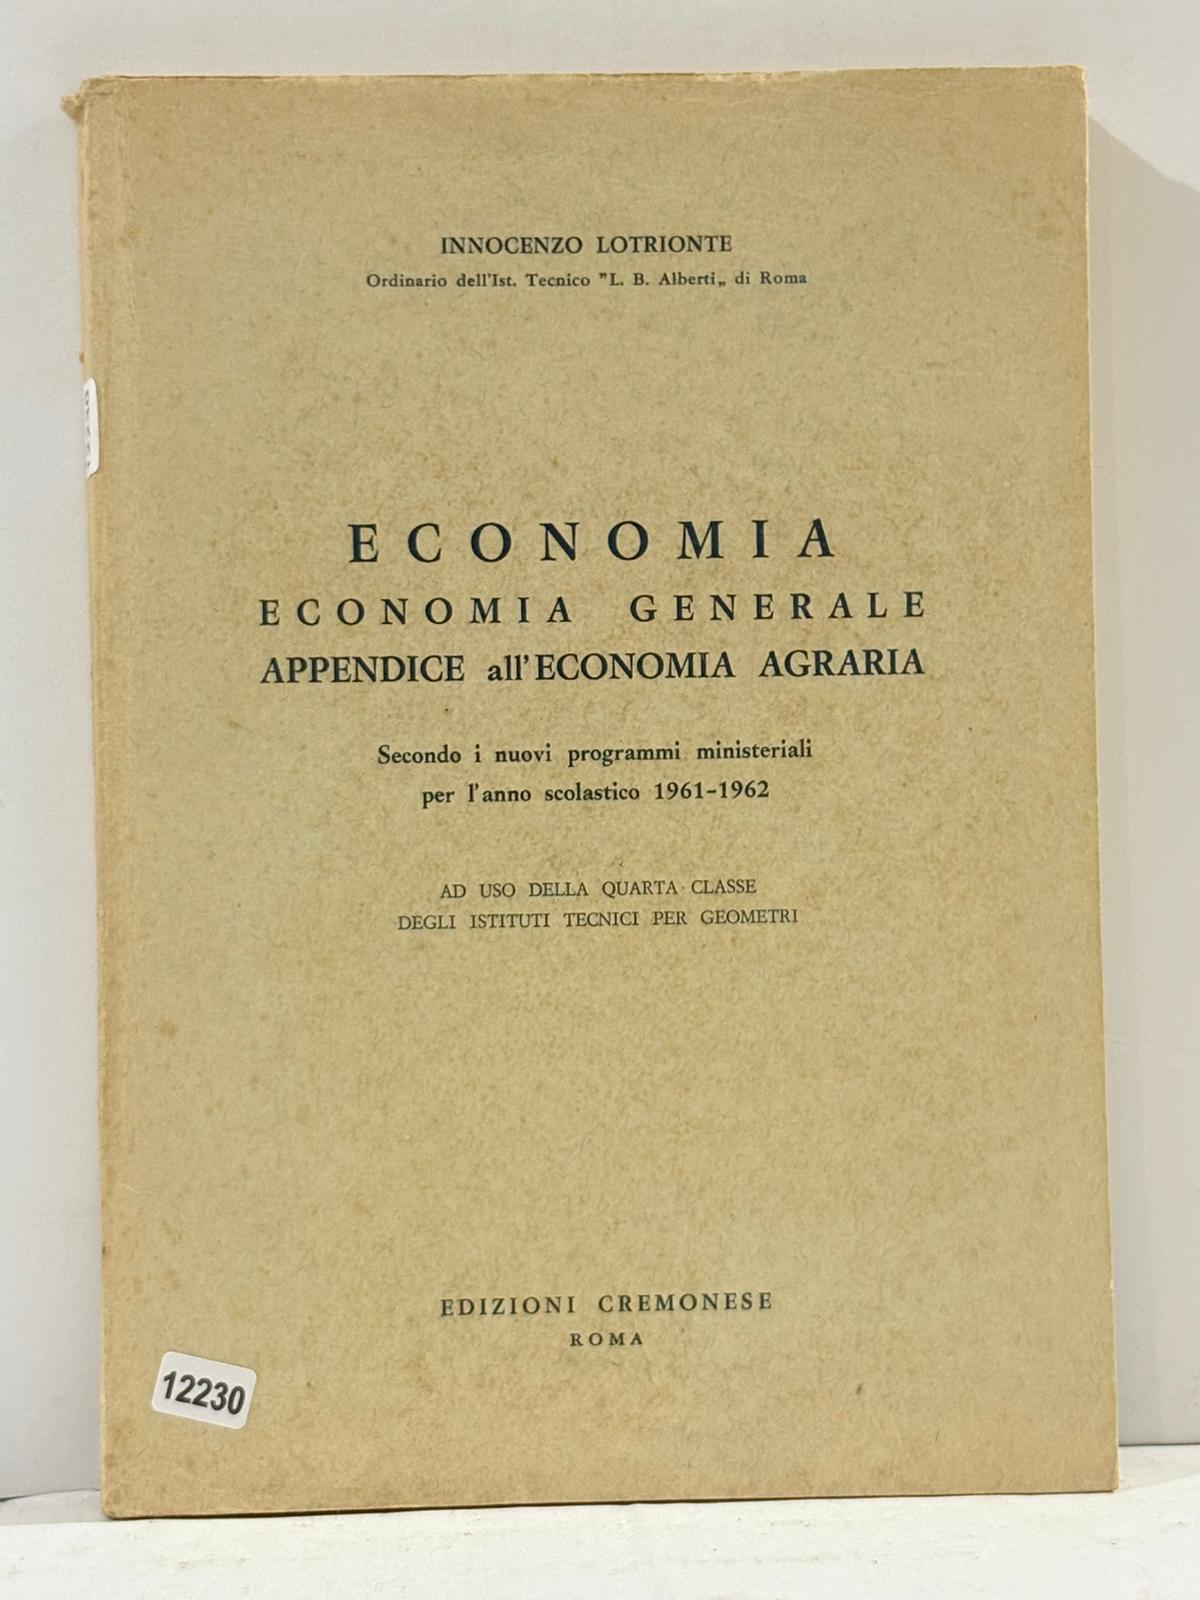 INNOCENZO LOTRIONTE
Ordinario dell'Ist. Tecnico "L. B. Alberti„ di Roma
ECONOMIA
ECONOMIA GENERALE
APPENDICE all'ECONOMIA AGRARIA
Secondo i nuovi programmi ministeriali
per l'anno scolastico 1961-1962
AD USO DELLA QUARTA CLASSE
DEGLI ISTITUTI TECNICI PER GEOMETRI
EDIZIONI CREMONESE
ROMA
12230